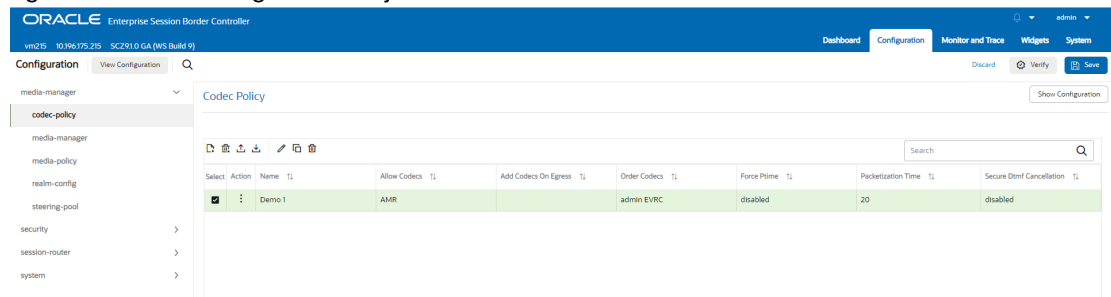 ORACLE Enterprise Session Border Controller
admin
vm215 10.196.175.215 SCZ9.1.0 GA (WS Build 9)
Dashboard Configuration Monitor and Trace Widgets System
Configuration View Configuration Discard Verify Save
media-manager
codec-policy
media-manager
media-policy
realm-config
steering-pool
security
session-router
system
Codec Policy Show Configuration
Search
Select Action Name Allow Codecs Add Codecs On Egress Order Codecs Force Ptime Packetization Time Secure Dtmf Cancellation
Demo 1 AMR admin EVRC disabled 20 disabled